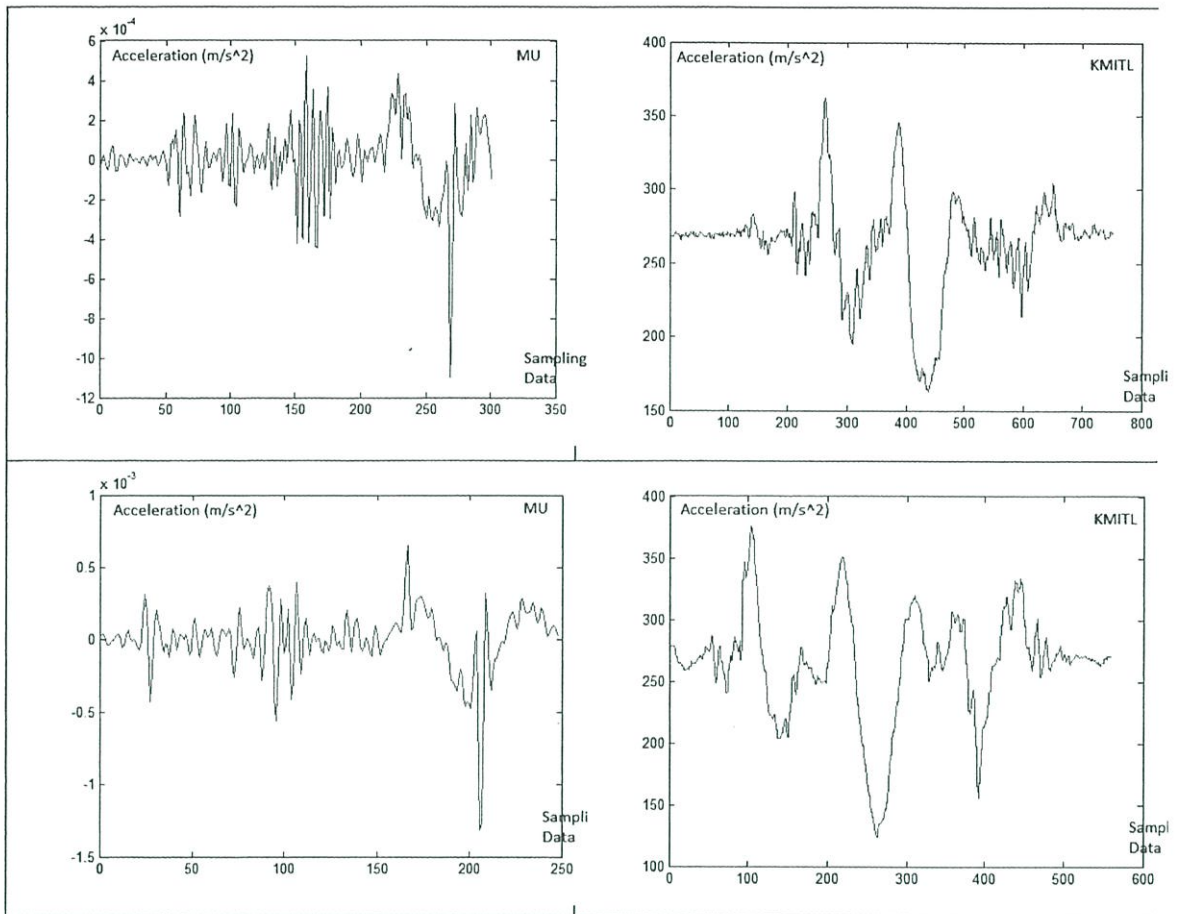 x 10⁻⁴
Acceleration (m/s^2)
MU
6
4
2
0
-2
-4
-6
-8
-10
-12
0 50 100 150 200 250 300 350
Sampling
Data
Acceleration (m/s^2)
KMITL
400
350
300
250
200
150
0 100 200 300 400 500 600 700 800
Sampli
Data
x 10⁻³
Acceleration (m/s^2)
MU
1
0.5
0
-0.5
-1
-1.5
0 50 100 150 200 250
Sampli
Data
Acceleration (m/s^2)
KMITL
400
350
300
250
200
150
100
0 100 200 300 400 500 600
Sampl
Data